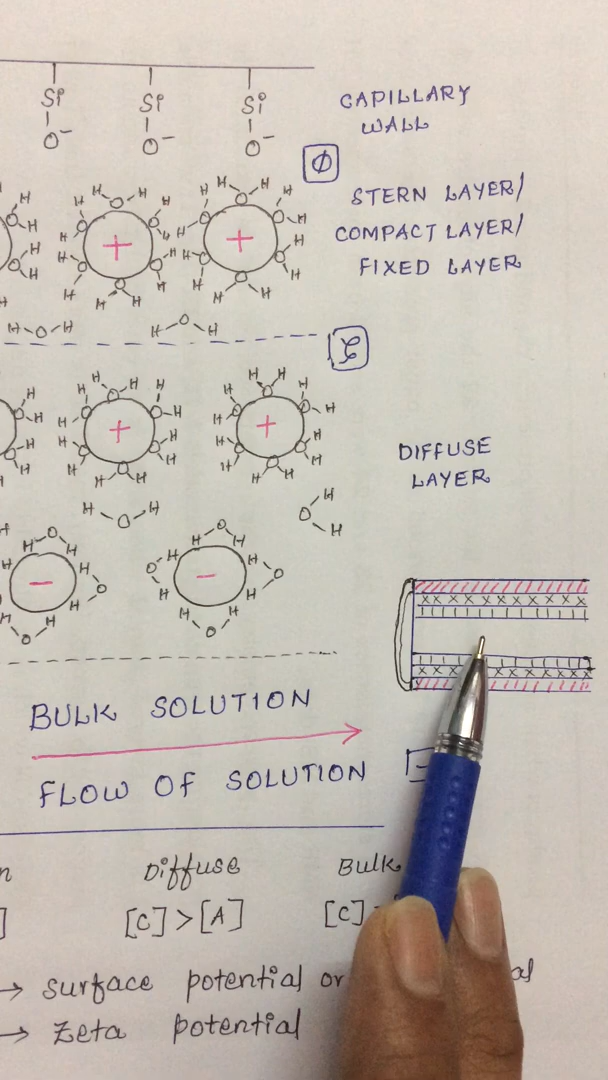 Si Si Si
O⁻ O⁻ O⁻
CAPILLARY
WALL
Φ
STERN LAYER/
COMPACT LAYER/
FIXED LAYER
H H H H H H H H
+ +
H-O-H H-O-H
ζ
H H H H H H H H
+ + 
DIFFUSE
LAYER
H O H O H H
- -
BULK SOLUTION
FLOW OF SOLUTION
Diffuse Bulk
[C] > [A] [C]
→ surface potential or
→ Zeta potential